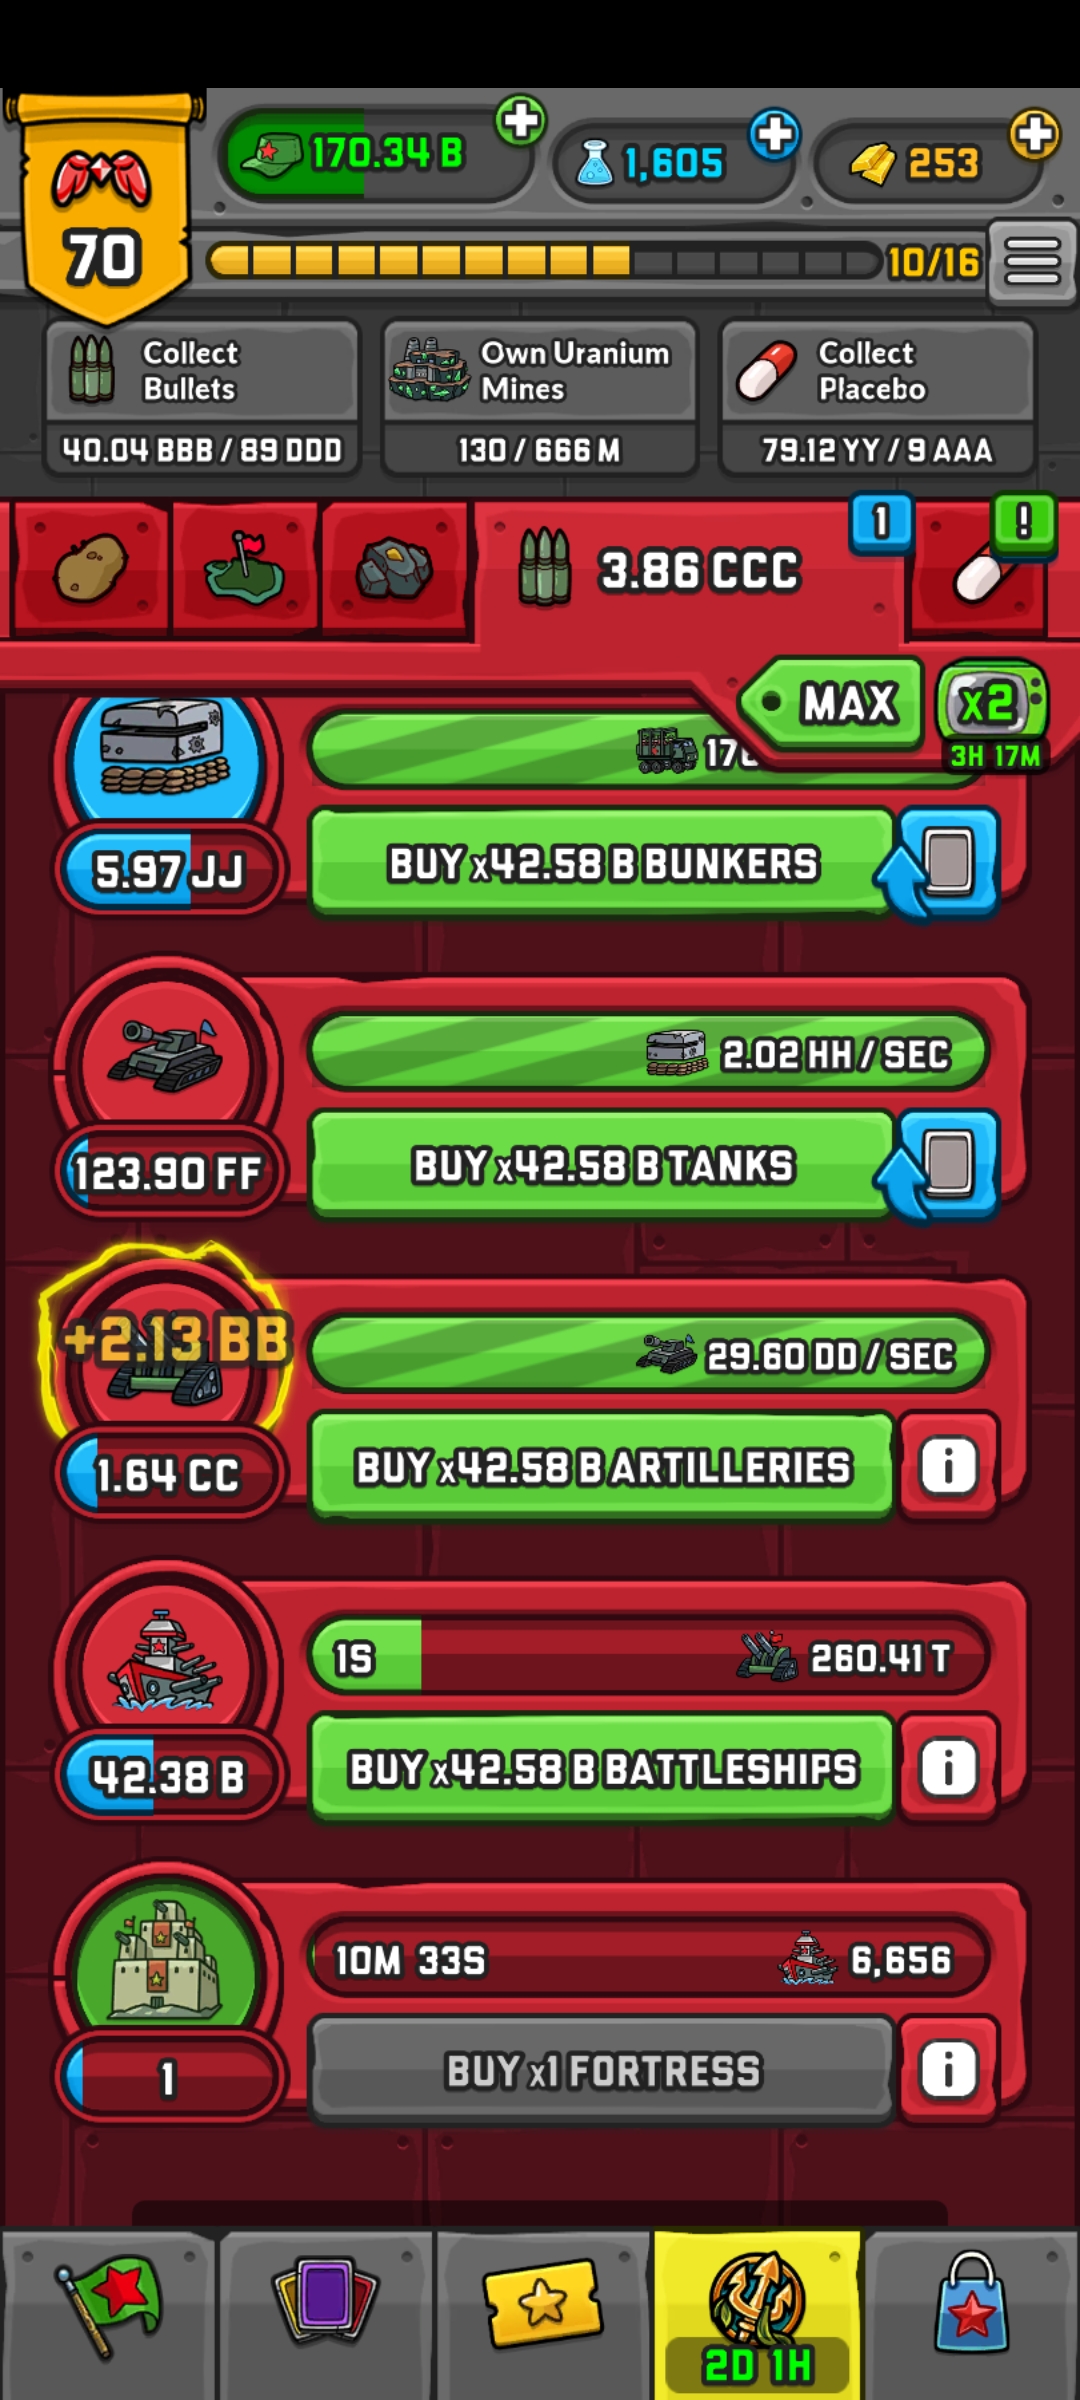 170.34 B
1,605
253
70
10/16
Collect
Bullets
40.04 BBB / 89 DDD
Own Uranium
Mines
130 / 666 M
Collect
Placebo
79.12 YY / 9 AAA
1
!
3.86 CCC
MAX
x2
3H 17M
5.97 JJ
BUY x42.58 B BUNKERS
2.02 HH / SEC
123.90 FF
BUY x42.58 B TANKS
+2.13 BB
29.60 DD / SEC
1.64 CC
BUY x42.58 B ARTILLERIES
i
1S
260.41 T
42.38 B
BUY x42.58 B BATTLESHIPS
i
10M 33S
6,656
1
BUY x1 FORTRESS
i
2D 1H